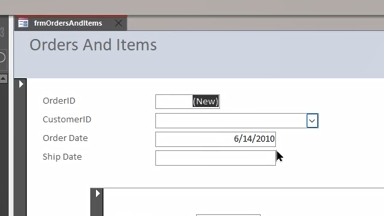 frmOrdersAndItems
Orders And Items
OrderID (New)
CustomerID
Order Date 6/14/2010
Ship Date